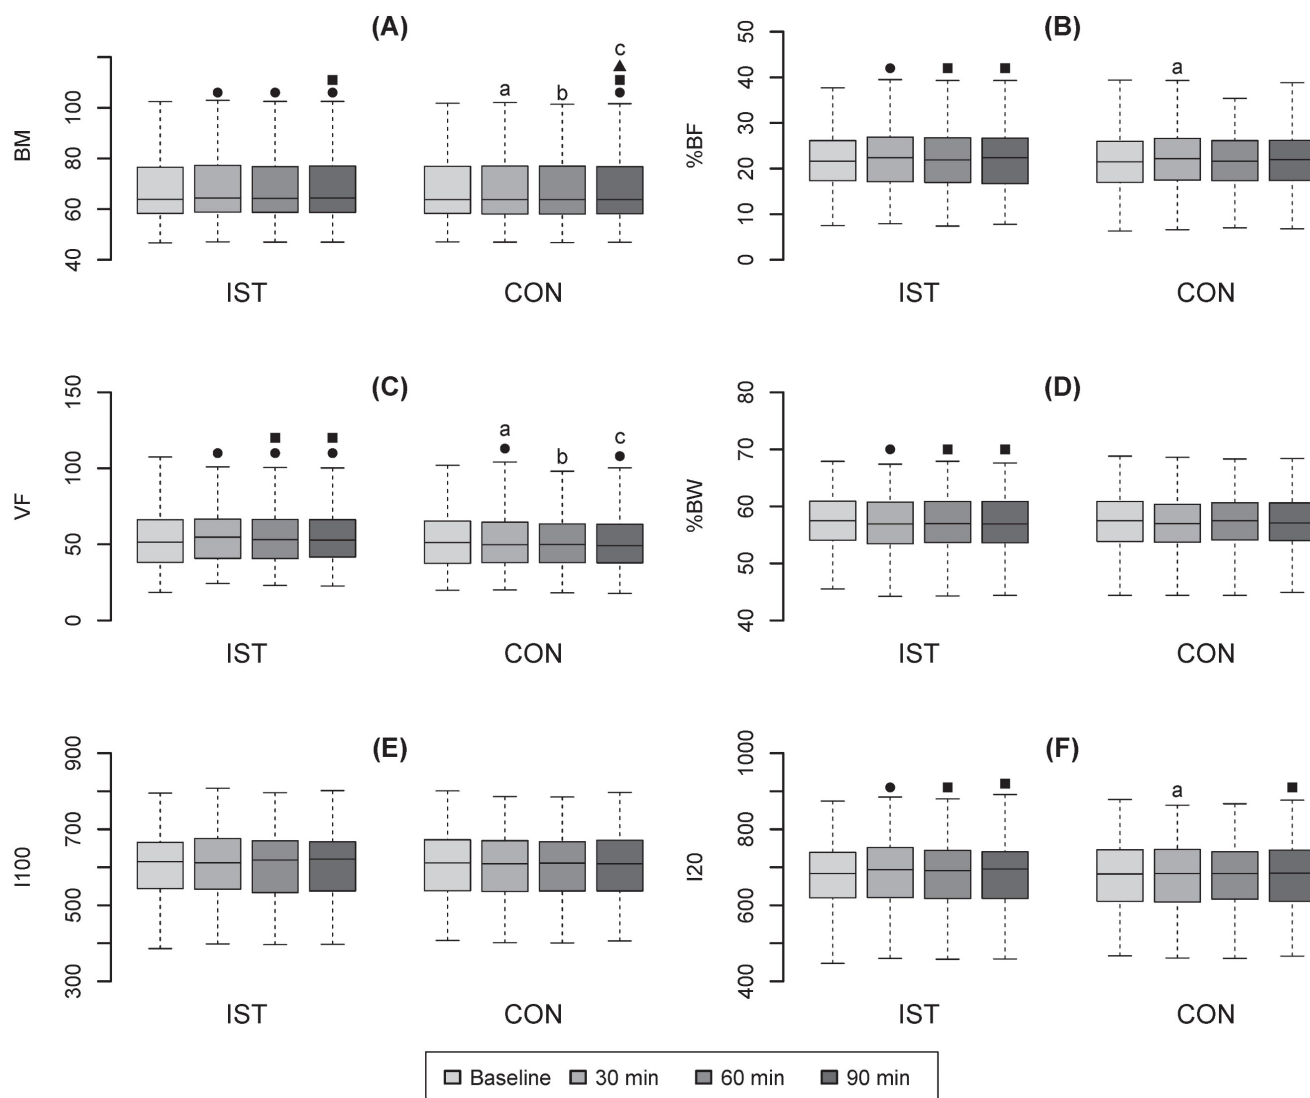 (A)
BM
40 60 80 100
a b c
IST CON
(B)
%BF
0 10 20 30 40 50
a
IST CON
(C)
VF
0 50 100 150
a b c
IST CON
(D)
%BW
40 50 60 70 80
IST CON
(E)
I100
300 500 700 900
IST CON
(F)
I20
400 600 800 1000
a
IST CON
Baseline 30 min 60 min 90 min